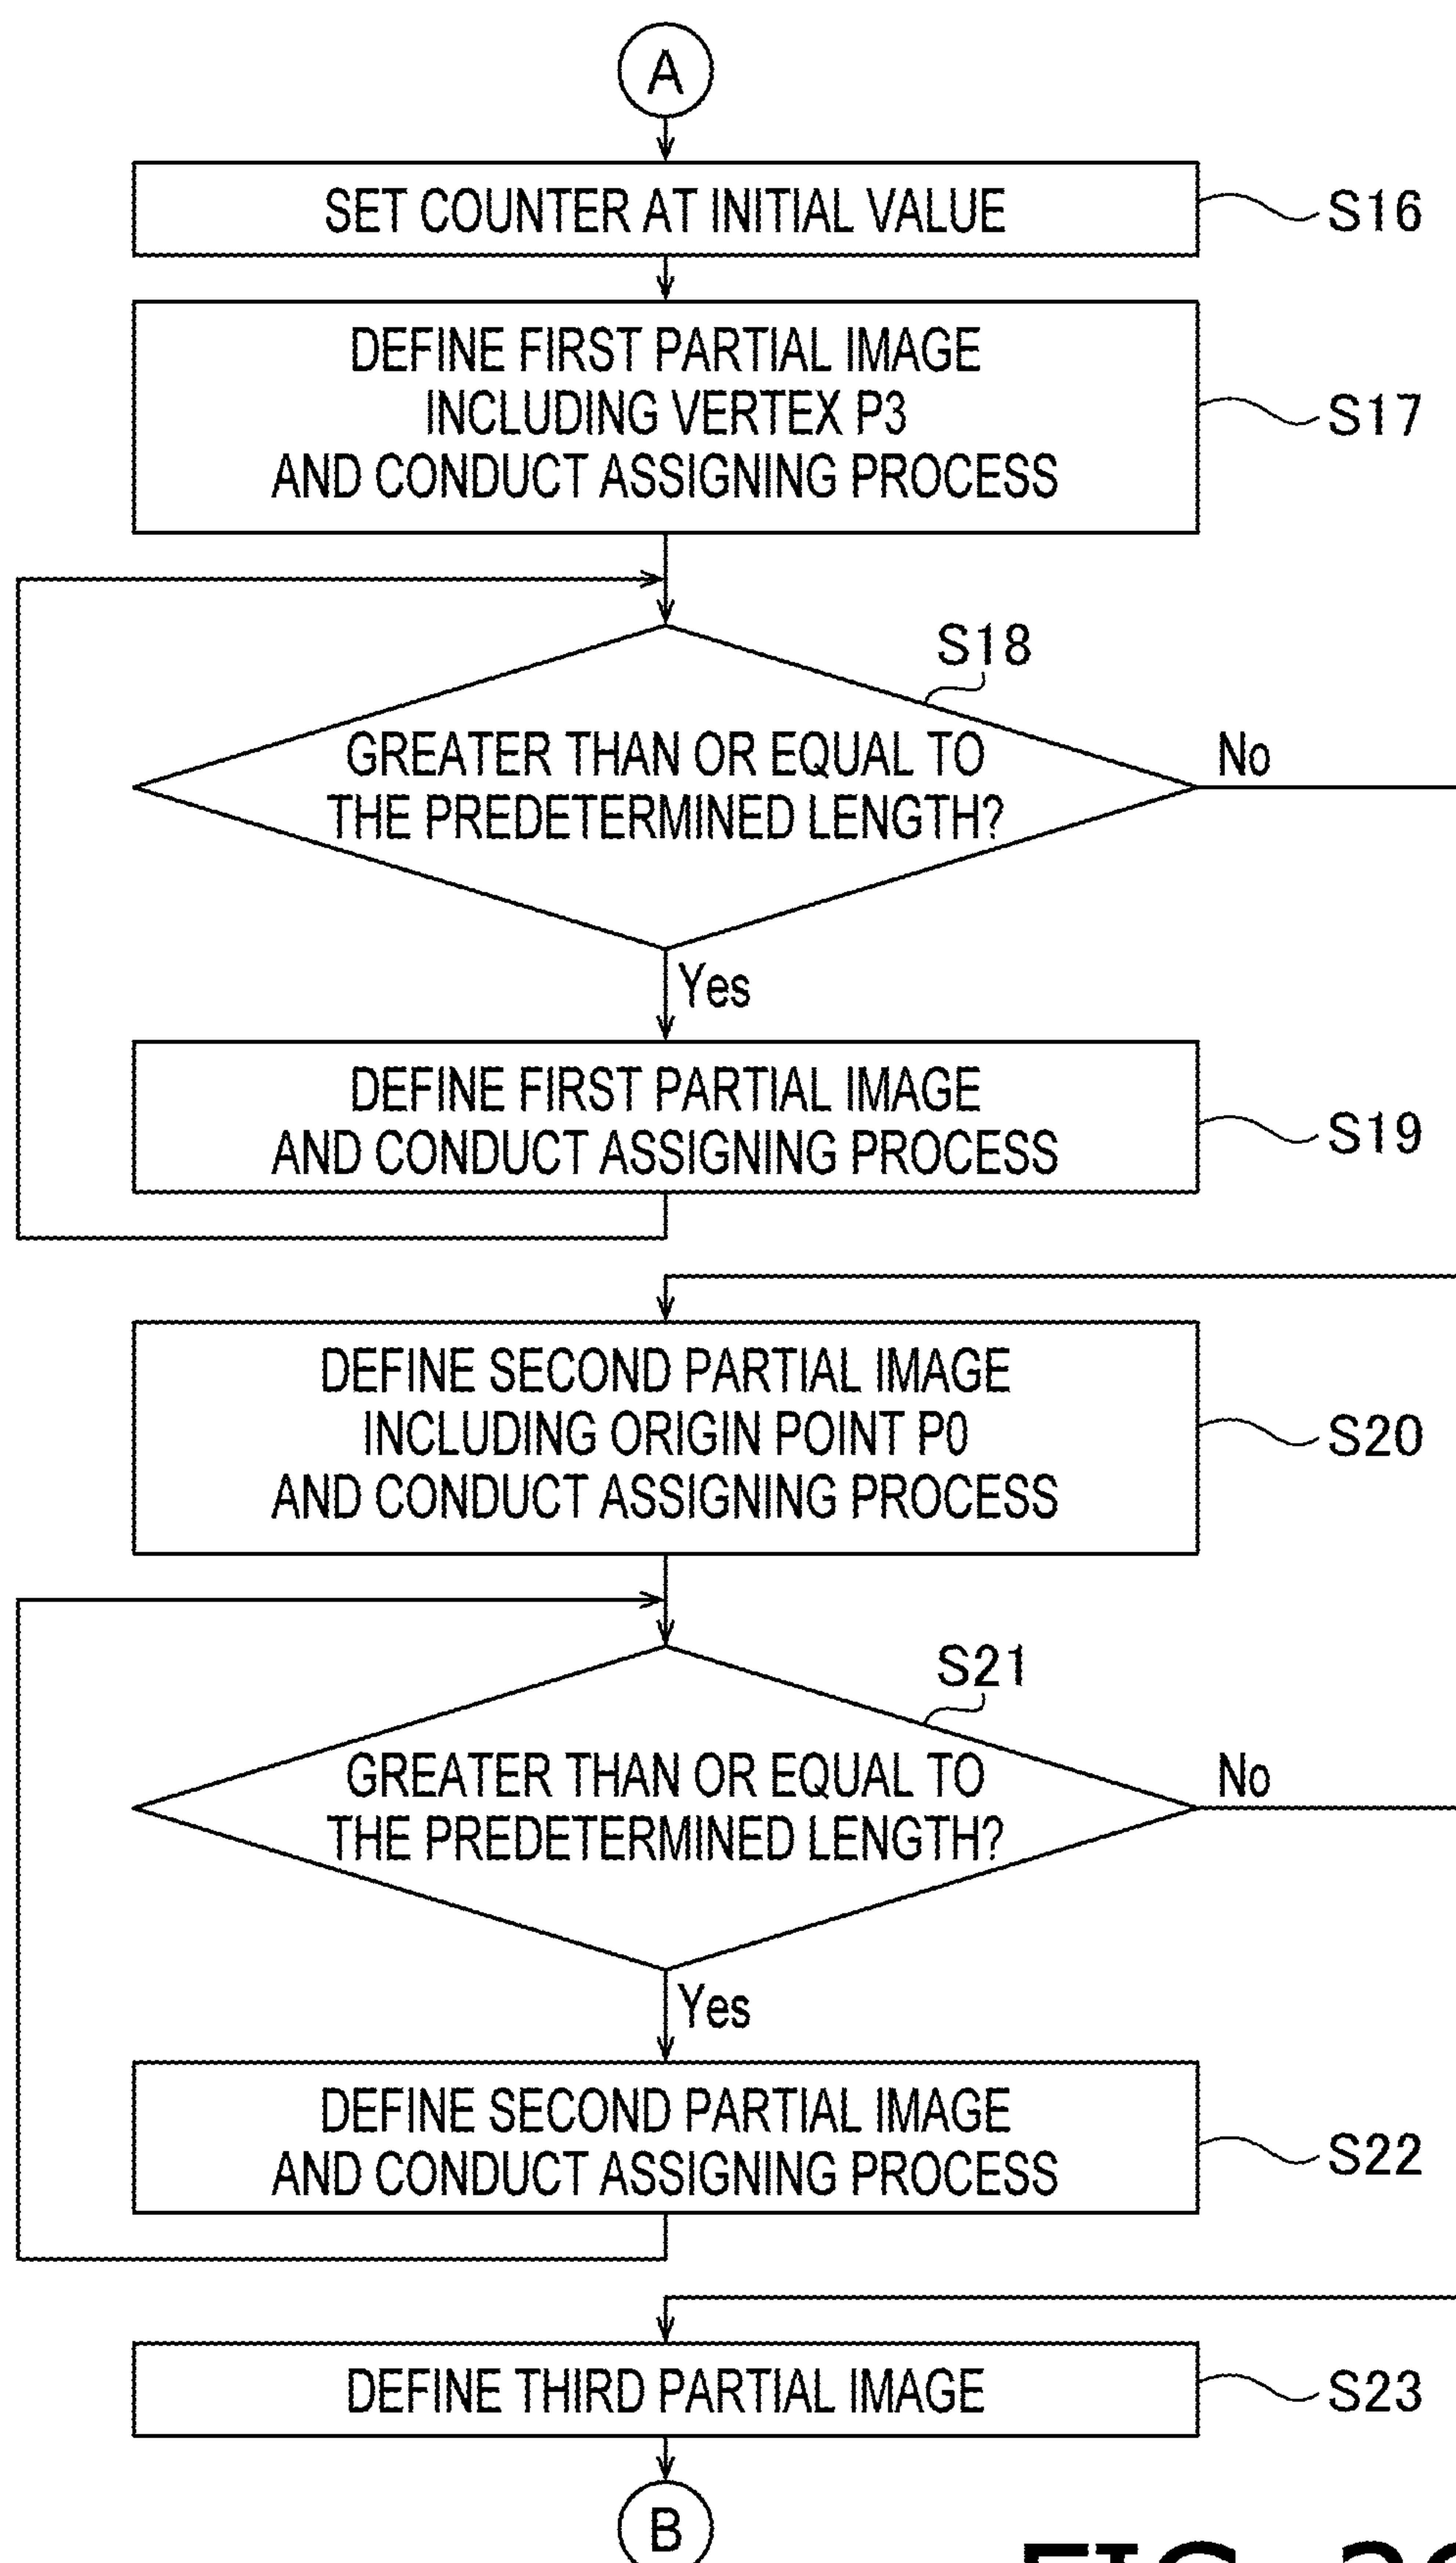 A
SET COUNTER AT INITIAL VALUE
S16
DEFINE FIRST PARTIAL IMAGE
INCLUDING VERTEX P3
AND CONDUCT ASSIGNING PROCESS
S17
S18
GREATER THAN OR EQUAL TO
THE PREDETERMINED LENGTH?
No
Yes
DEFINE FIRST PARTIAL IMAGE
AND CONDUCT ASSIGNING PROCESS
S19
DEFINE SECOND PARTIAL IMAGE
INCLUDING ORIGIN POINT P0
AND CONDUCT ASSIGNING PROCESS
S20
S21
GREATER THAN OR EQUAL TO
THE PREDETERMINED LENGTH?
No
Yes
DEFINE SECOND PARTIAL IMAGE
AND CONDUCT ASSIGNING PROCESS
S22
DEFINE THIRD PARTIAL IMAGE
S23
B
FIG.